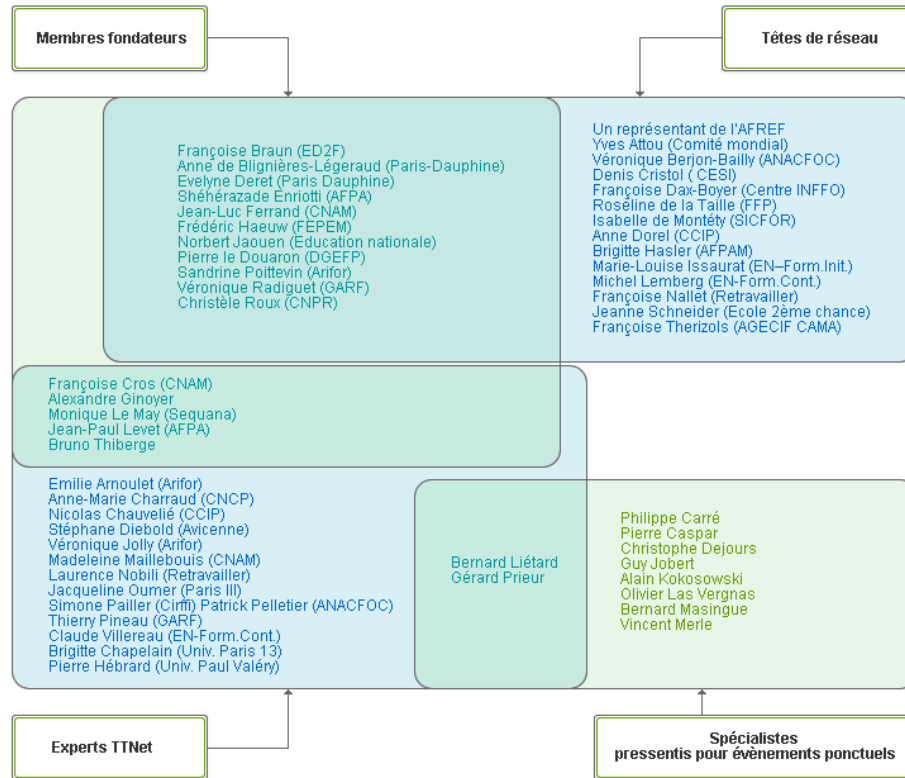 Membres fondateurs
Têtes de réseau
Françoise Braun (ED2F)
Anne de Blignières-Légeraud (Paris-Dauphine)
Evelyne Deret (Paris Dauphine)
Shéhérazade Enriotti (AFPA)
Jean-Luc Ferrand (CNAM)
Frédéric Haeuw (FEPEM)
Norbert Jaouen (Education nationale)
Pierre le Douaron (DGEFP)
Sandrine Poittevin (Arifor)
Véronique Radiguet (GARF)
Christèle Roux (CNPR)
Un représentant de l'AFREF
Yves Attou (Comité mondial)
Véronique Berjon-Bailly (ANACFOC)
Denis Cristol ( CESI)
Françoise Dax-Boyer (Centre INFFO)
Roseline de la Taille (FFP)
Isabelle de Montéty (SICFOR)
Anne Dorel (CCIP)
Brigitte Hasler (AFPAM)
Marie-Louise Issaurat (EN–Form.Init.)
Michel Lemberg (EN-Form.Cont.)
Françoise Nallet (Retravailler)
Jeanne Schneider (Ecole 2ème chance)
Françoise Therizols (AGECIF CAMA)
Françoise Cros (CNAM)
Alexandre Ginoyer
Monique Le May (Sequana)
Jean-Paul Levet (AFPA)
Bruno Thiberge
Emilie Arnoulet (Arifor)
Anne-Marie Charraud (CNCP)
Nicolas Chauvelié (CCIP)
Stéphane Diebold (Avicenne)
Véronique Jolly (Arifor)
Madeleine Maillebouis (CNAM)
Laurence Nobili (Retravailler)
Jacqueline Oumer (Paris III)
Simone Pailler (Cirffi) Patrick Pelletier (ANACFOC)
Thierry Pineau (GARF)
Claude Villereau (EN-Form.Cont.)
Brigitte Chapelain (Univ. Paris 13)
Pierre Hébrard (Univ. Paul Valéry)
Bernard Liétard
Gérard Prieur
Philippe Carré
Pierre Caspar
Christophe Dejours
Guy Jobert
Alain Kokosowski
Olivier Las Vergnas
Bernard Masingue
Vincent Merle
Experts TTNet
Spécialistes
pressentis pour évènements ponctuels